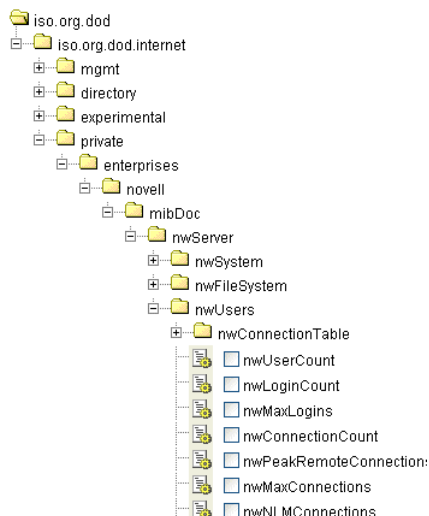 iso.org.dod
iso.org.dod.internet
mgmt
directory
experimental
private
enterprises
novell
mibDoc
nwServer
nwSystem
nwFileSystem
nwUsers
nwConnectionTable
nwUserCount
nwLoginCount
nwMaxLogins
nwConnectionCount
nwPeakRemoteConnections
nwMaxConnections
nwNLMConnections